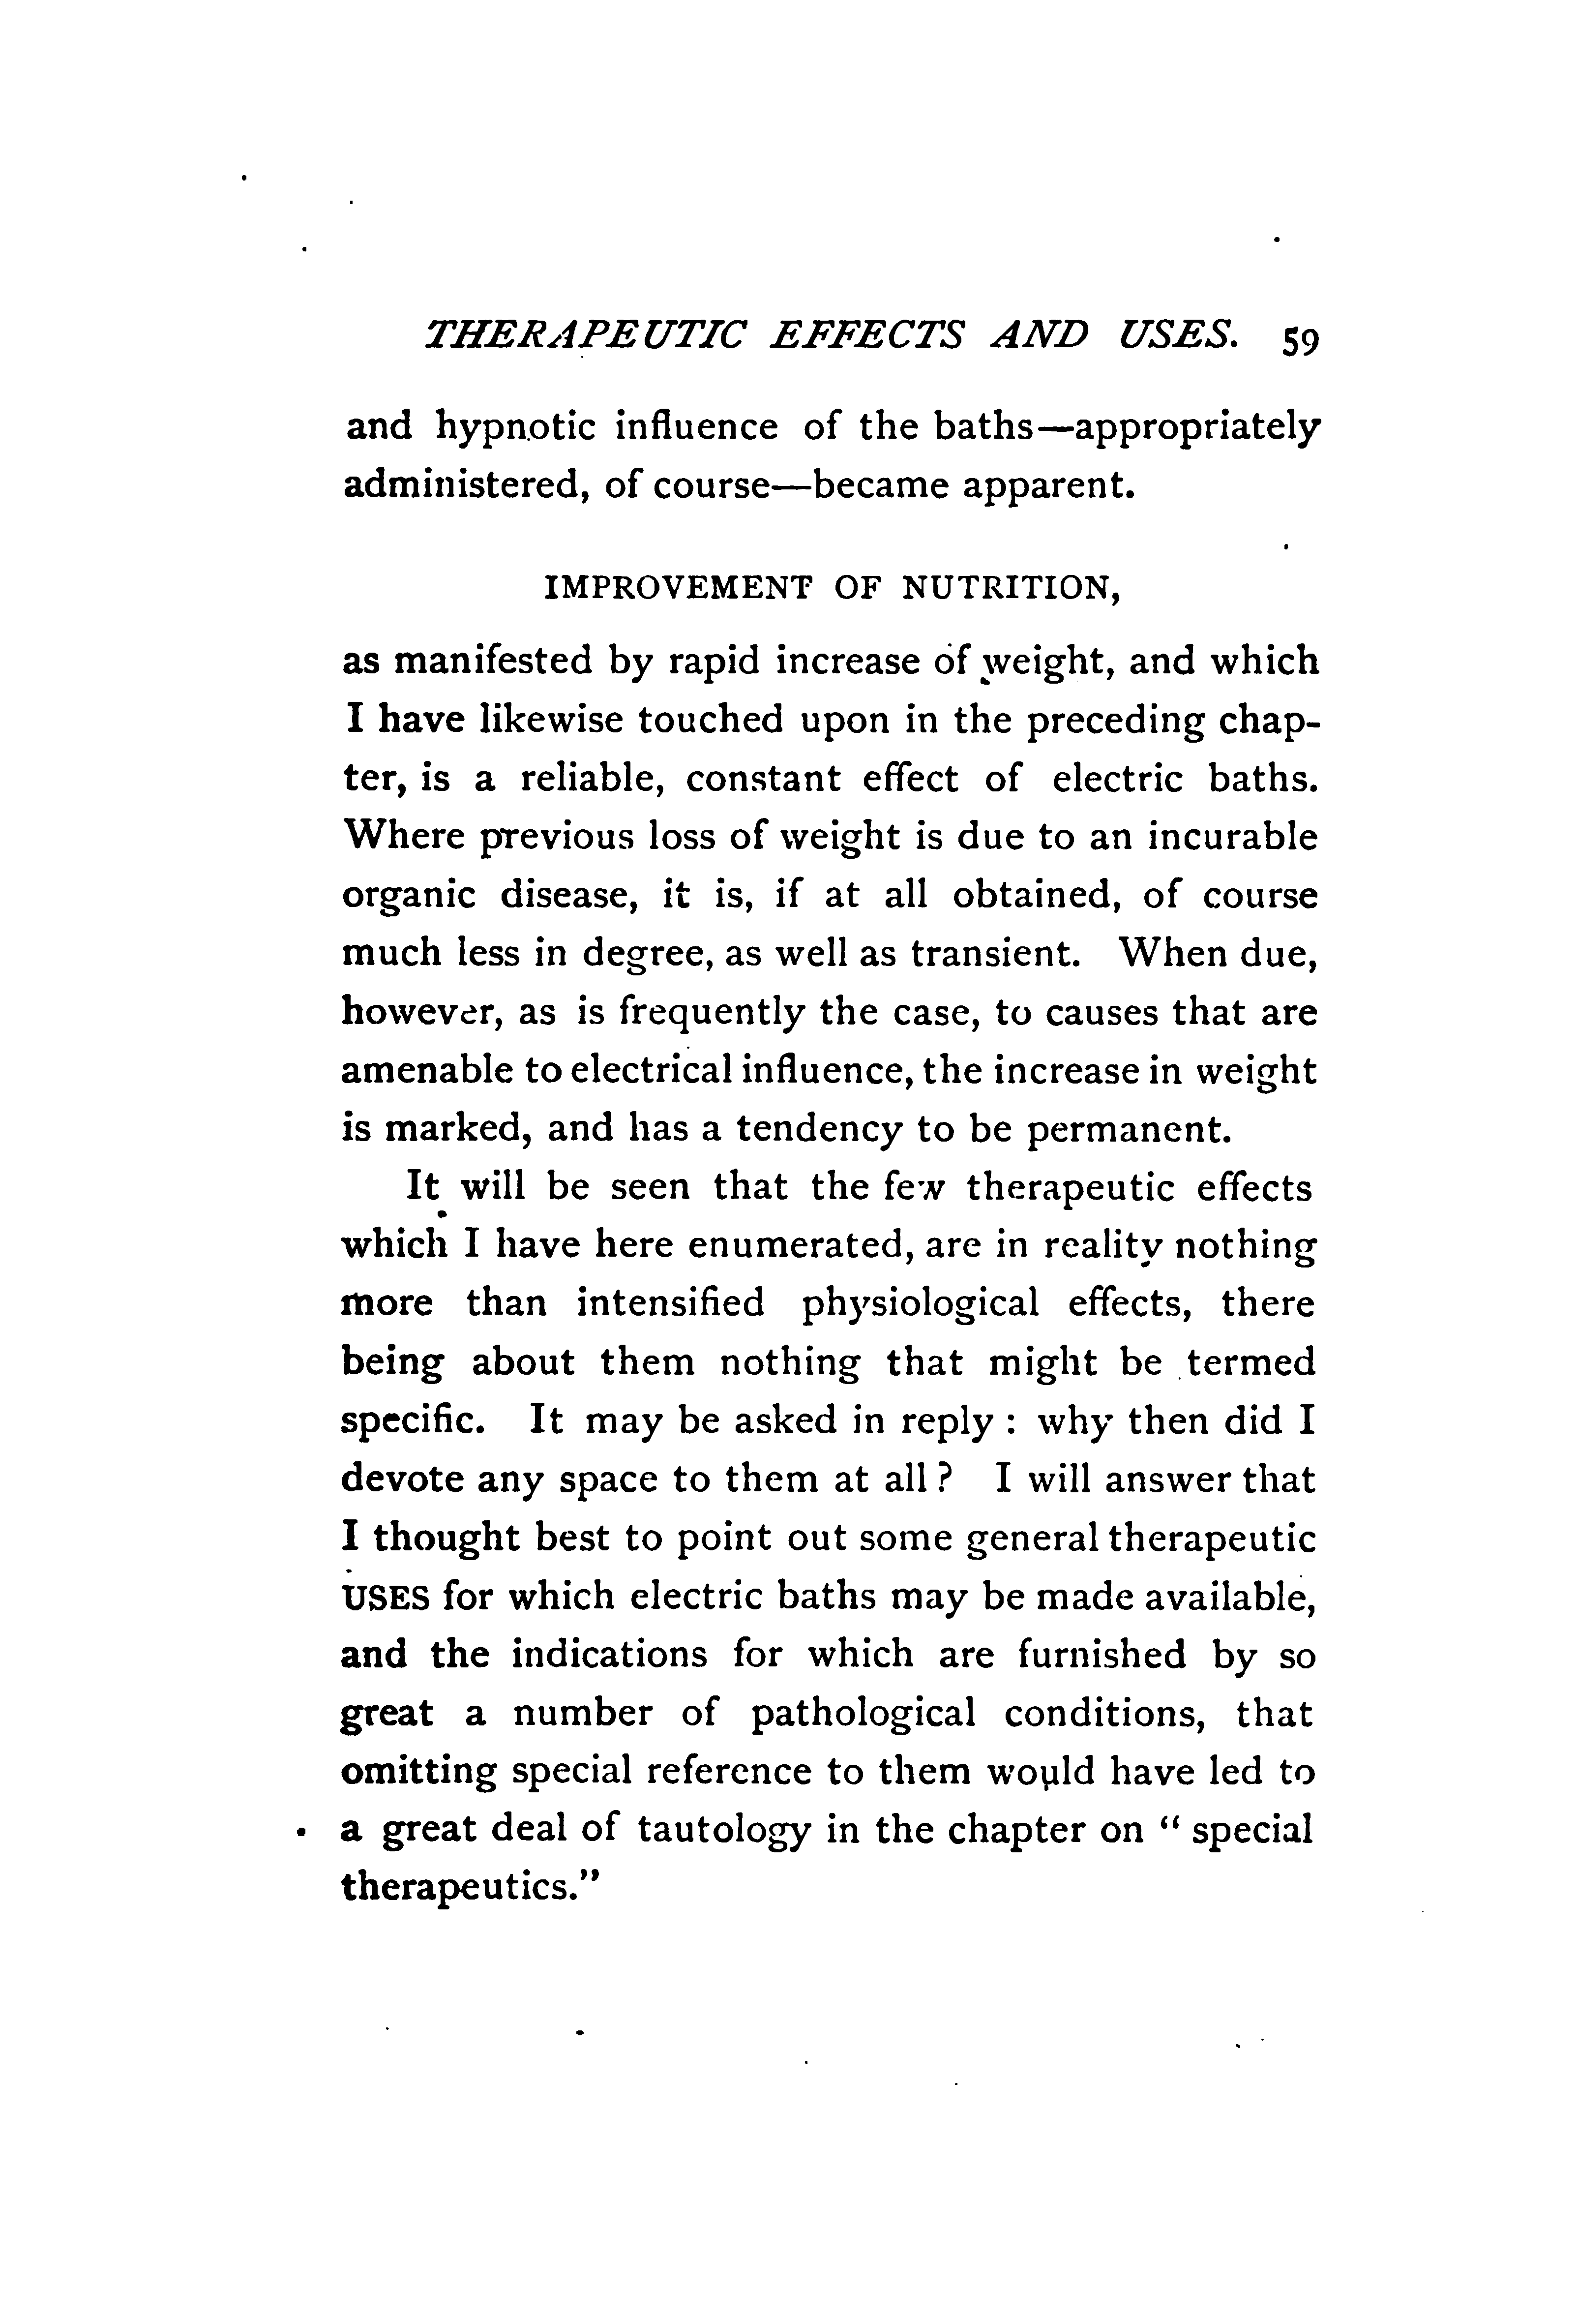 THERAPEUTIC EFFECTS AND USES. 59
and hypnotic influence of the baths—appropriately
administered, of course—became apparent.
IMPROVEMENT OF NUTRITION,
as manifested by rapid increase of weight, and which
I have likewise touched upon in the preceding chap-
ter, is a reliable, constant effect of electric baths.
Where previous loss of weight is due to an incurable
organic disease, it is, if at all obtained, of course
much less in degree, as well as transient. When due,
however, as is frequently the case, to causes that are
amenable to electrical influence, the increase in weight
is marked, and has a tendency to be permanent.
It will be seen that the few therapeutic effects
which I have here enumerated, are in reality nothing
more than intensified physiological effects, there
being about them nothing that might be termed
specific. It may be asked in reply : why then did I
devote any space to them at all ? I will answer that
I thought best to point out some general therapeutic
USES for which electric baths may be made available,
and the indications for which are furnished by so
great a number of pathological conditions, that
omitting special reference to them would have led to
a great deal of tautology in the chapter on “ special
therapeutics.”